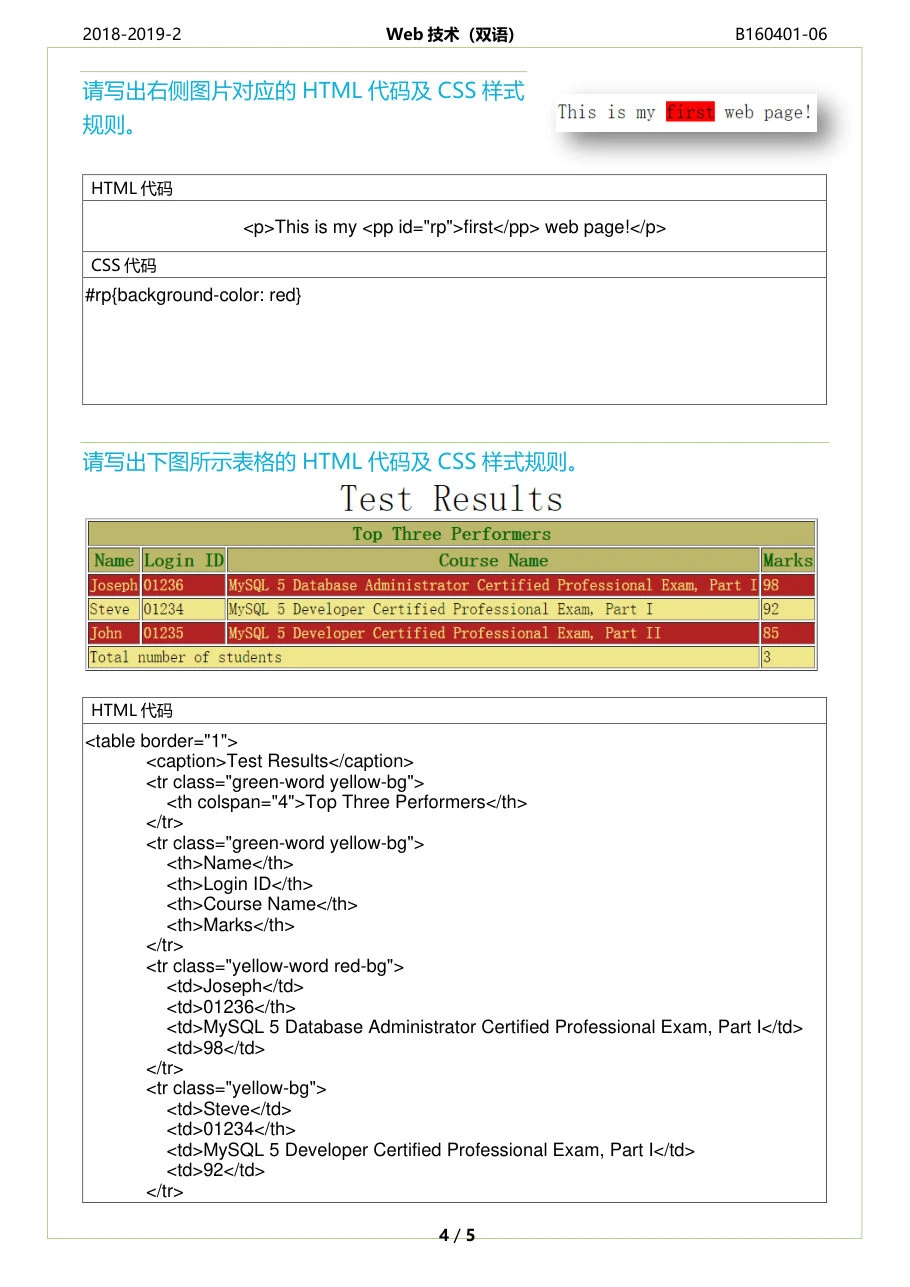 2018-2019-2 Web 技术（双语） B160401-06
请写出右侧图片对应的 HTML 代码及 CSS 样式
规则。
This is my first web page!
HTML 代码
<p>This is my <pp id="rp">first</pp> web page!</p>
CSS 代码
#rp{background-color: red}
请写出下图所示表格的 HTML 代码及 CSS 样式规则。
Test Results
Top Three Performers
Name Login ID Course Name Marks
Joseph 01236 MySQL 5 Database Administrator Certified Professional Exam, Part I 98
Steve 01234 MySQL 5 Developer Certified Professional Exam, Part I 92
John 01235 MySQL 5 Developer Certified Professional Exam, Part II 85
Total number of students 3
HTML 代码
<table border="1">
<caption>Test Results</caption>
<tr class="green-word yellow-bg">
<th colspan="4">Top Three Performers</th>
</tr>
<tr class="green-word yellow-bg">
<th>Name</th>
<th>Login ID</th>
<th>Course Name</th>
<th>Marks</th>
</tr>
<tr class="yellow-word red-bg">
<td>Joseph</td>
<td>01236</th>
<td>MySQL 5 Database Administrator Certified Professional Exam, Part I</td>
<td>98</td>
</tr>
<tr class="yellow-bg">
<td>Steve</td>
<td>01234</th>
<td>MySQL 5 Developer Certified Professional Exam, Part I</td>
<td>92</td>
</tr>
4 / 5